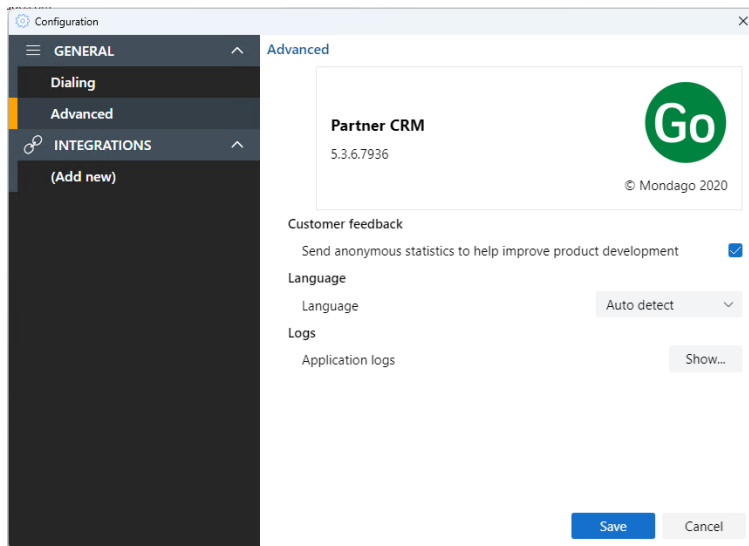 Configuration
GENERAL
Dialing
Advanced
INTEGRATIONS
(Add new)
Advanced
Partner CRM
5.3.6.7936
Go
© Mondago 2020
Customer feedback
Send anonymous statistics to help improve product development
Language
Language Auto detect
Logs
Application logs Show...
Save Cancel